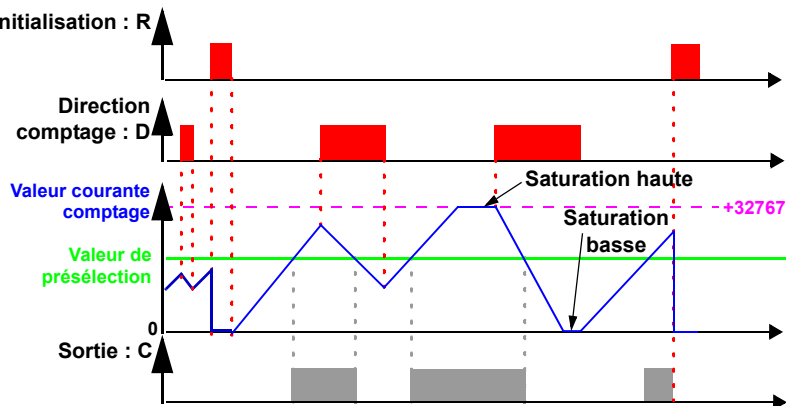 nitialisation : R
Direction
comptage : D
Valeur courante
comptage
Saturation haute
+32767
Saturation
basse
Valeur de
présélection
0
Sortie : C